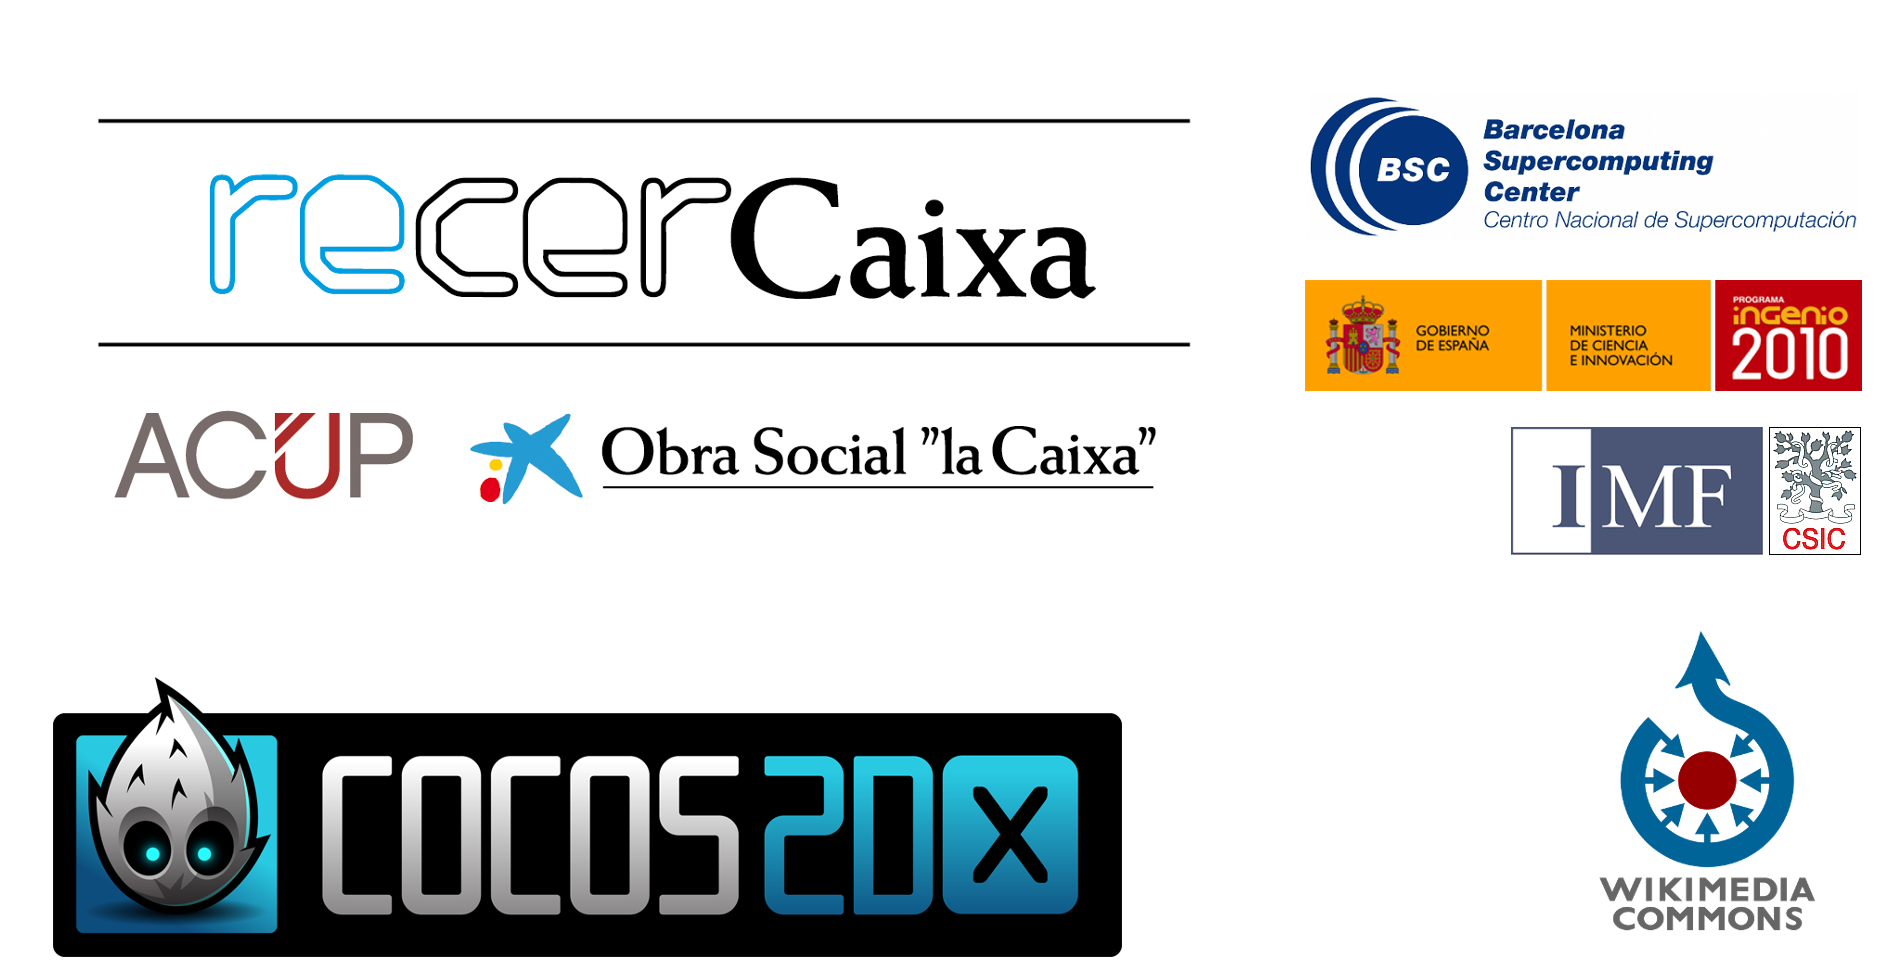 recerCaixa
ACUP
Obra Social "la Caixa"
BSC
Barcelona
Supercomputing
Center
Centro Nacional de Supercomputación
GOBIERNO
DE ESPAÑA
MINISTERIO
DE CIENCIA
E INNOVACIÓN
PROGRAMA
ingenio
2010
IMF
CSIC
COCOS2DX
WIKIMEDIA
COMMONS